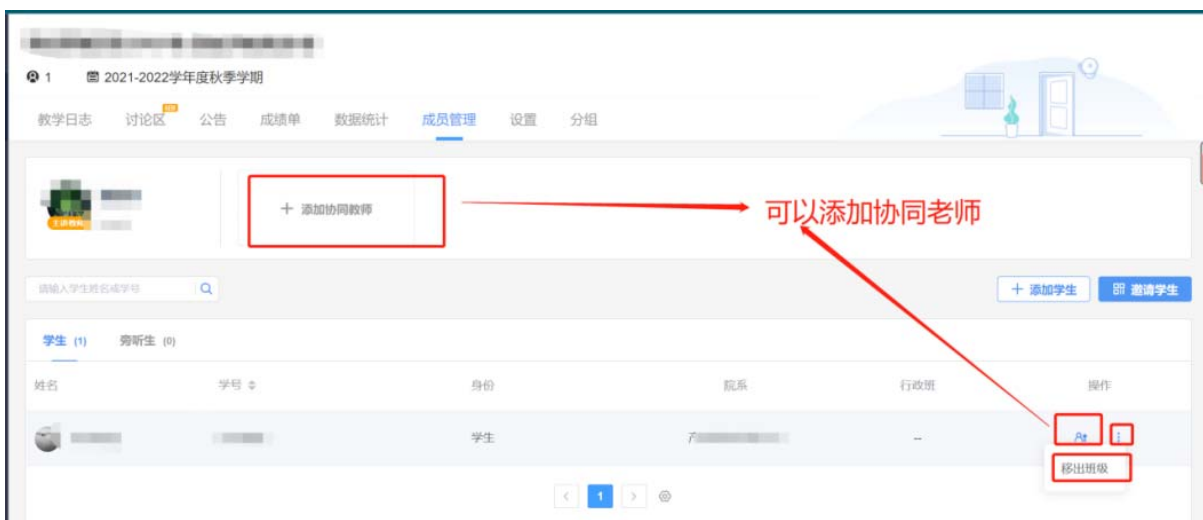 1 2021-2022学年度秋季学期
教学日志 讨论区 公告 成绩单 数据统计 成员管理 设置 分组
+ 添加协同教师
可以添加协同老师
请输入学生姓名或学号
+ 添加学生 邀请学生
学生 (1) 旁听生 (0)
姓名 学号 身份 院系 行政班 操作
学生 --
移出班级
< 1 >